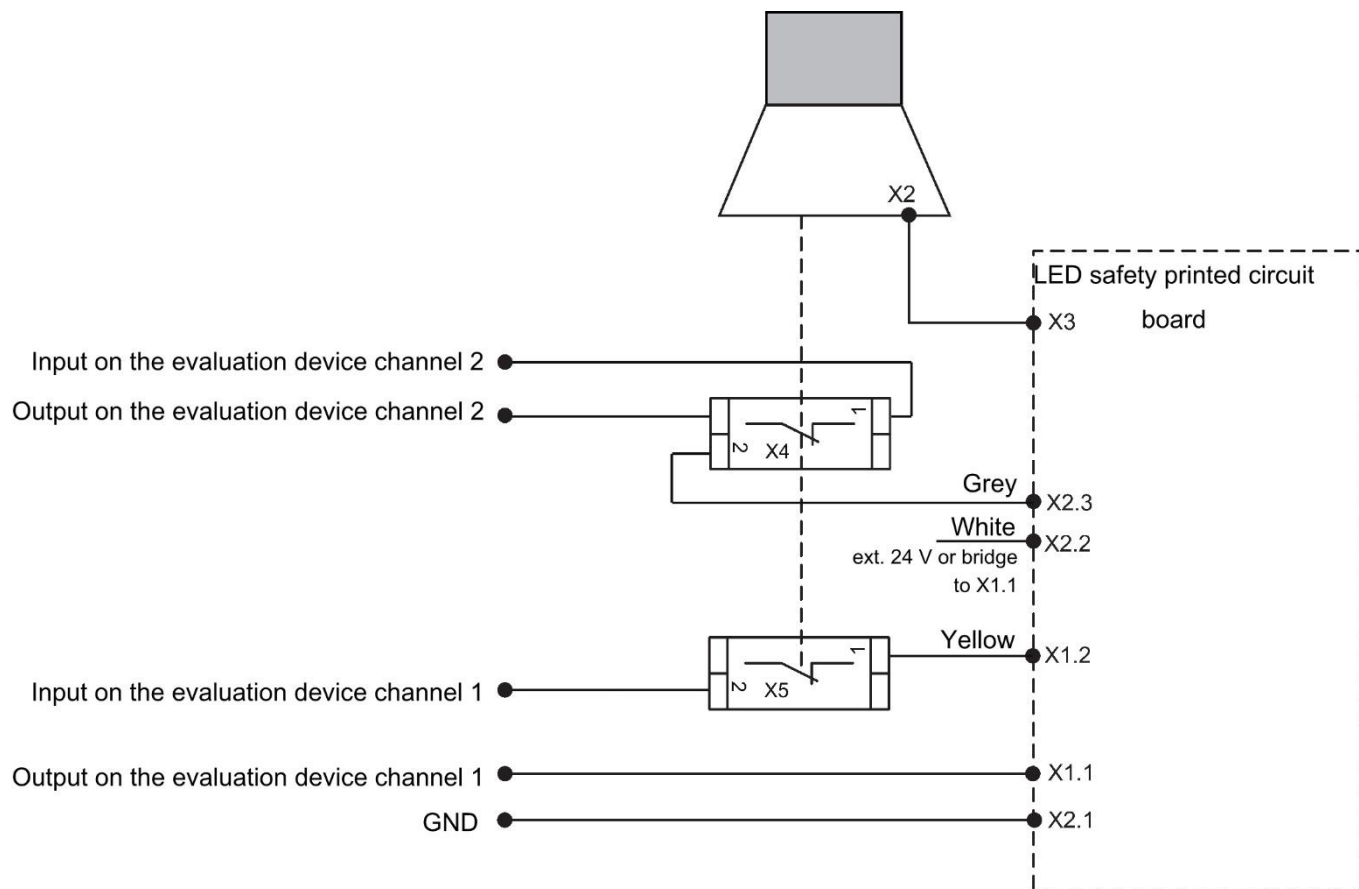 X2
LED safety printed circuit
board
X3
Input on the evaluation device channel 2
Output on the evaluation device channel 2
1
2
X4
Grey
X2.3
White
X2.2
ext. 24 V or bridge
to X1.1
Yellow
X1.2
1
2
X5
Input on the evaluation device channel 1
Output on the evaluation device channel 1
X1.1
GND
X2.1